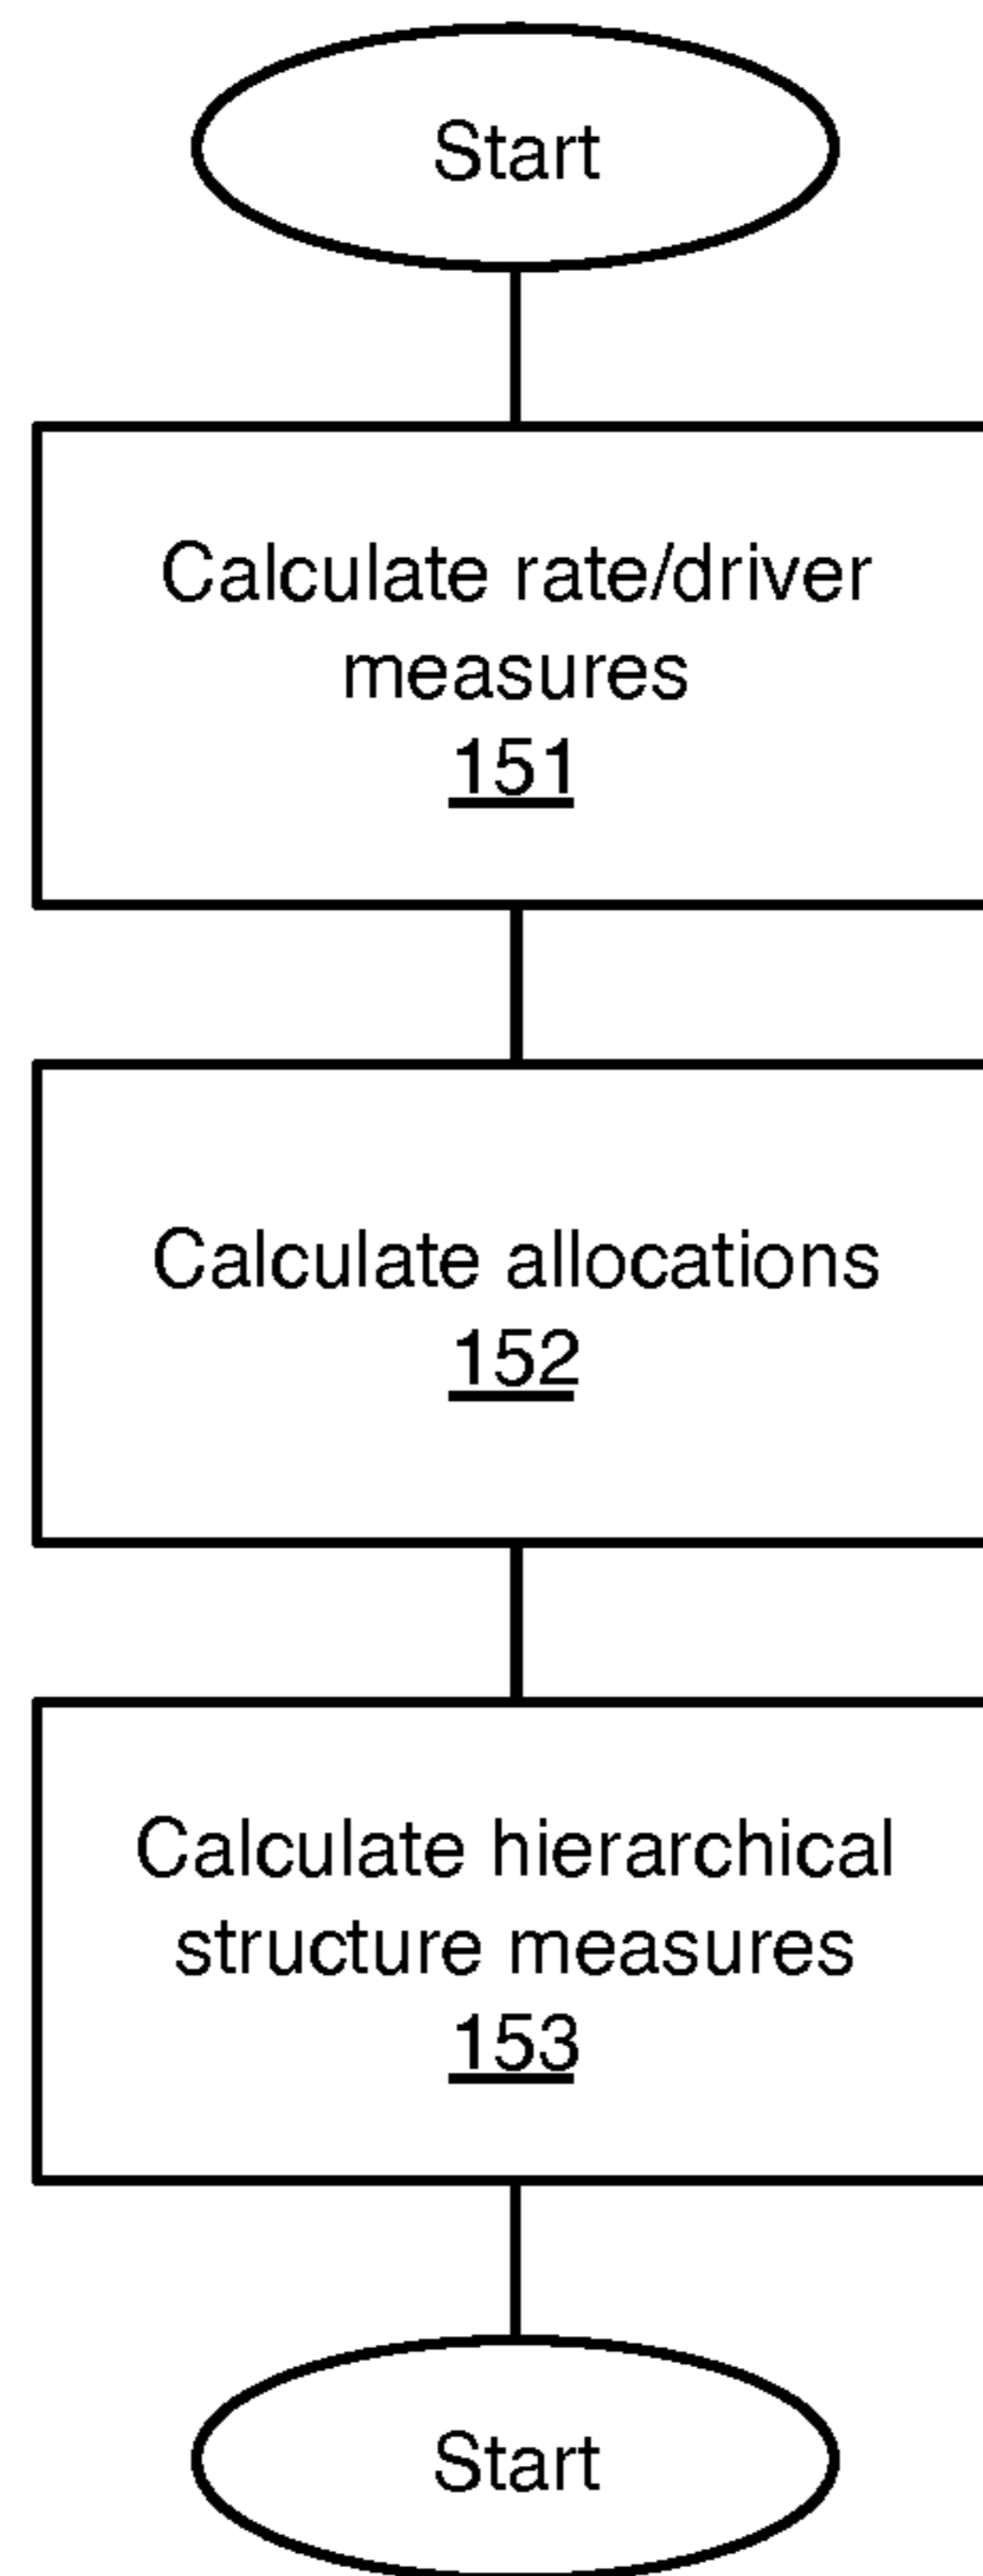 Start
Calculate rate/driver
measures
151
Calculate allocations
152
Calculate hierarchical
structure measures
153
Start